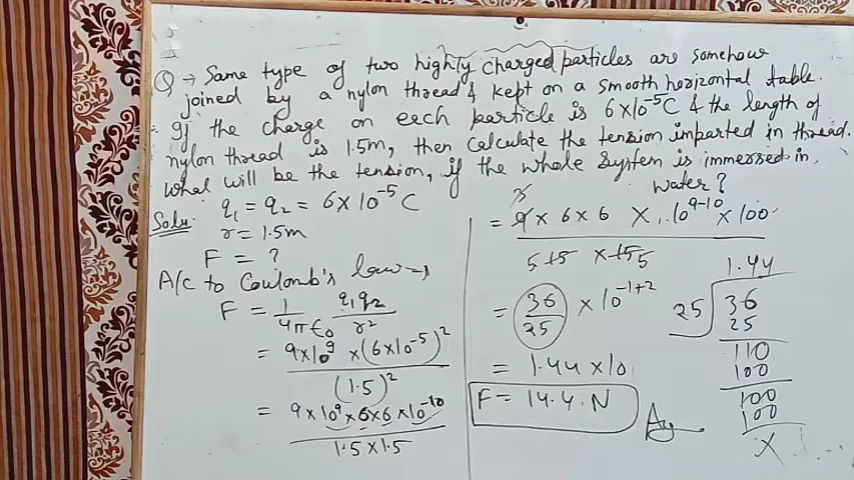 Q → Same type of two highly charged particles are somehow
joined by a nylon thread & kept on a smooth horizontal table.
If the charge on each particle is 6×10⁻⁵C & the length of
nylon thread is 1.5m, then calculate the tension imparted in thread.
what will be the tension, if the whole system is immersed in
water?
Soln.
q₁ = q₂ = 6×10⁻⁵ C
r = 1.5m
F = ?
A/c to Coulomb's law →
F = 1/4πε₀ q₁q₂/r²
= 9×10⁹ × (6×10⁻⁵)² / (1.5)²
= 9×10⁹×6×6×10⁻¹⁰ / 1.5×1.5
= 9 × 6 × 6 × 10⁹⁻¹⁰ × 100 / 15 × 15
= 36/25 × 10⁻¹⁺²
= 1.44 × 10
F = 14.4 N
1.44
25 36
25
110
100
100
100
×